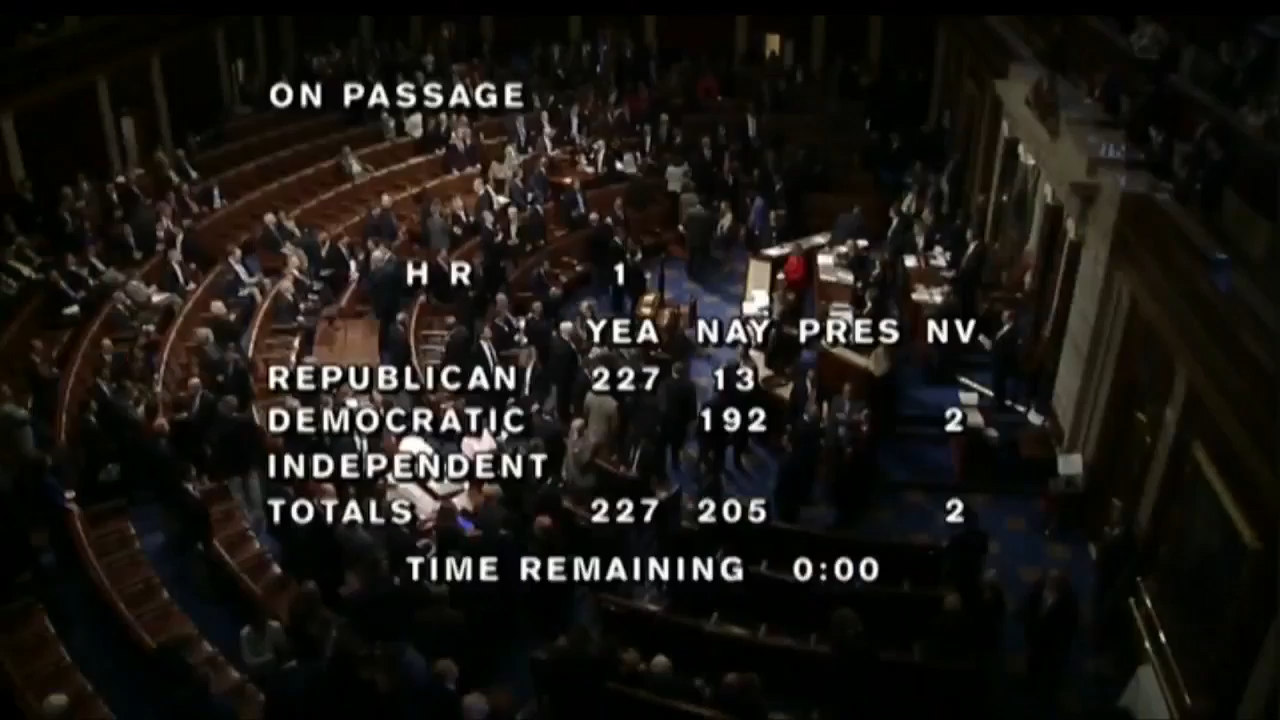 ON PASSAGE
H R 1
YEA NAY PRES NV
REPUBLICAN 227 13
DEMOCRATIC 192 2
INDEPENDENT
TOTALS 227 205 2
TIME REMAINING 0:00